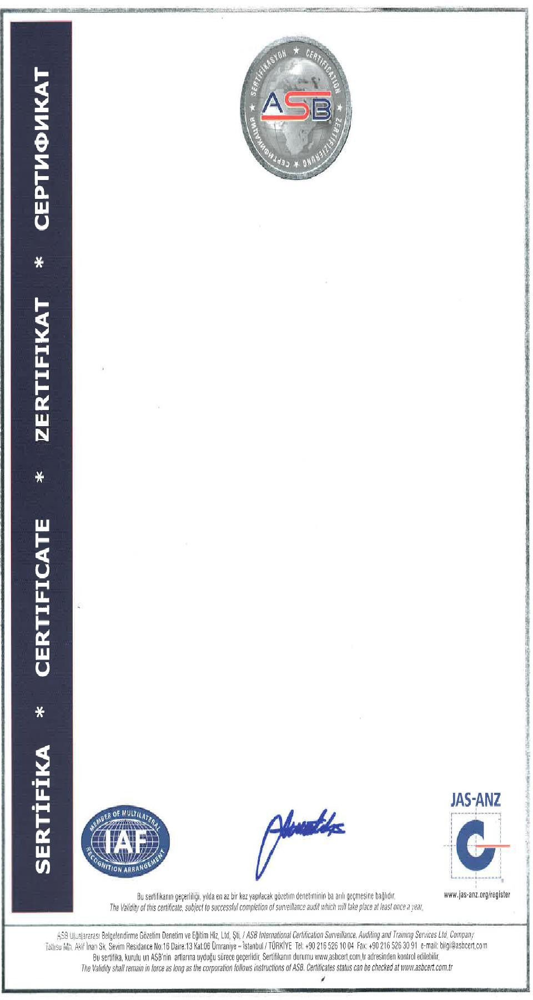 SERTİFİKA * CERTIFICATE * ZERTIFIKAT * СЕРТИФИКАТ
SERTİFİKASYON ★ CERTIFICATION ★ ZERTIFIZIERUNG ★ СЕРТИФИКАЦИЯ ★
ASB
MEMBER OF MULTILATERAL
IAF
RECOGNITION ARRANGEMENT
JAS-ANZ
www.jas-anz.org/register
Bu sertifikanın geçerliliği, yılda en az bir kez yapılacak gözetim denetiminin ba arılı geçmesine bağlıdır.
The Validity of this certificate, subject to successful completion of surveillance audit which will take place at least once a year.
ASB Uluslararası Belgelendirme Gözetim Denetim ve Eğitim Hiz. Ltd. Şti. / ASB International Certification Surveillance, Auditing and Training Services Ltd. Company
Tatlısu Mh. Akif İnan Sk. Sevim Residance No:16 Daire:13 Kat:06 Ümraniye – İstanbul / TÜRKİYE Tel: +90 216 526 10 04 Fax: +90 216 526 30 91 e-mail: bilgi@asbcert.com
Bu sertifika, kurulu un ASB'nin artlarına uyduğu sürece geçerlidir. Sertifikanın durumu www.asbcert.com.tr adresinden kontrol edilebilir.
The Validity shall remain in force as long as the corporation follows instructions of ASB. Certificates status can be checked at www.asbcert.com.tr